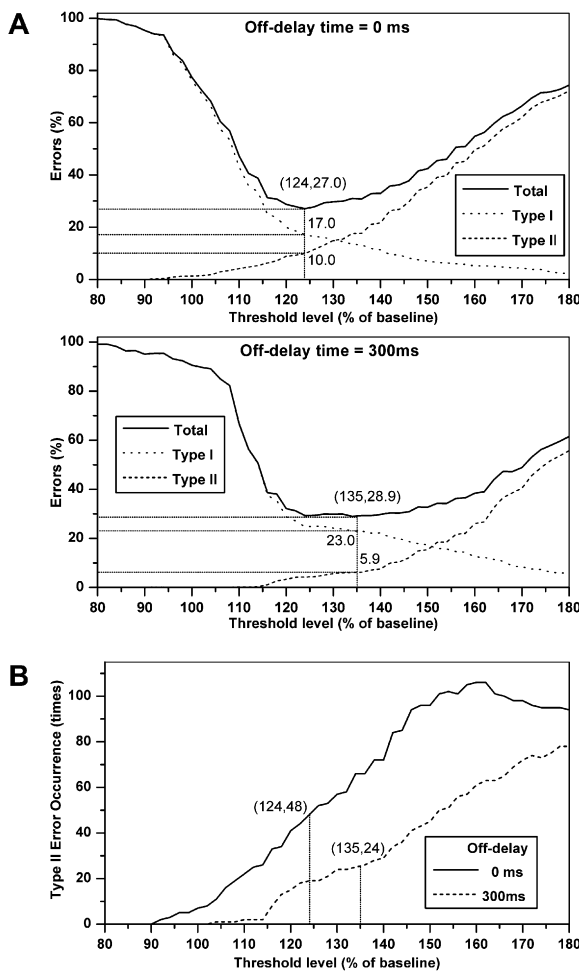 A
Off-delay time = 0 ms
100
80
60
40
20
0
Errors (%)
(124,27.0)
17.0
10.0
Total
Type I
Type II
80 90 100 110 120 130 140 150 160 170 180
Threshold level (% of baseline)
Off-delay time = 300ms
100
80
60
40
20
0
Errors (%)
Total
Type I
Type II
(135,28.9)
23.0
5.9
80 90 100 110 120 130 140 150 160 170 180
Threshold level (% of baseline)
B
100
80
60
40
20
0
Type II Error Occurrence (times)
(124,48)
(135,24)
Off-delay
0 ms
300ms
80 90 100 110 120 130 140 150 160 170 180
Threshold level (% of baseline)